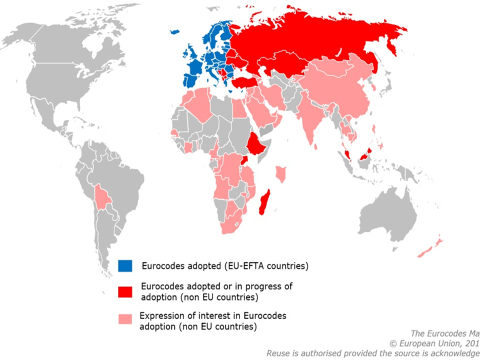 Eurocodes adopted (EU-EFTA countries)
Eurocodes adopted or in progress of
adoption (non EU countries)
Expression of interest in Eurocodes
adoption (non EU countries)
The Eurocodes Ma
© European Union, 201
Reuse is authorised provided the source is acknowledge